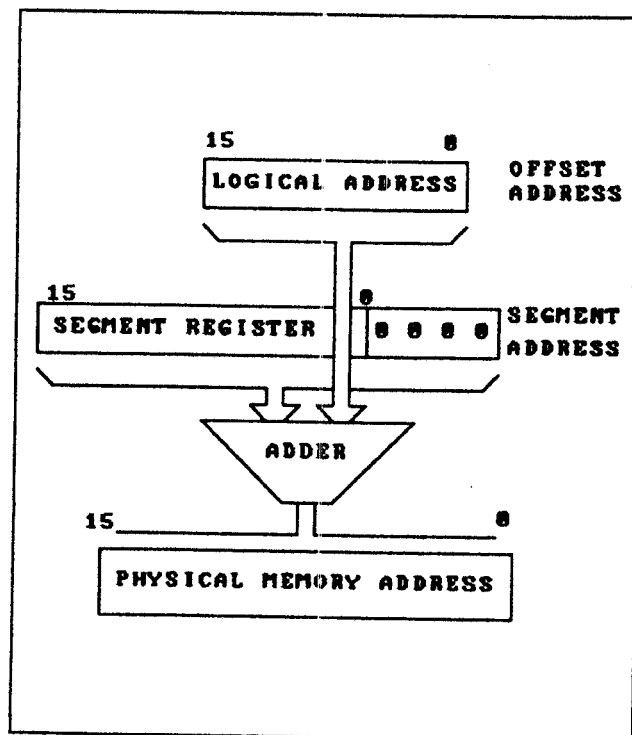 15 0
LOGICAL ADDRESS
OFFSET
ADDRESS
15 0
SEGMENT REGISTER 0 0 0 0
SEGMENT
ADDRESS
ADDER
15 0
PHYSICAL MEMORY ADDRESS